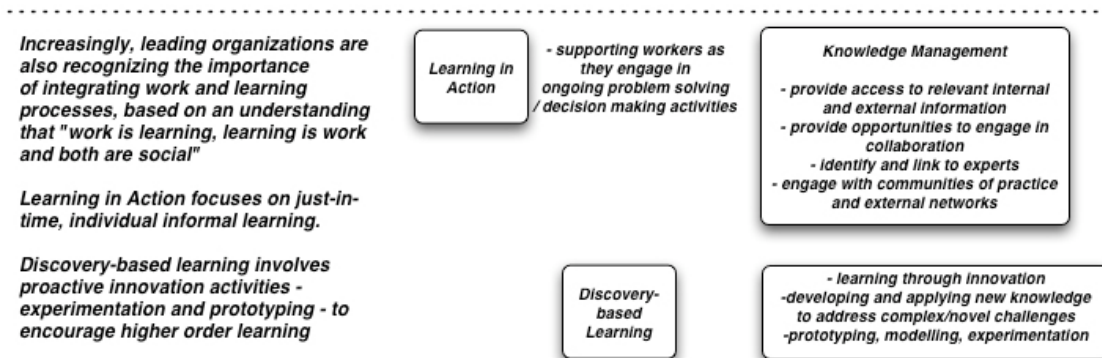 Increasingly, leading organizations are
also recognizing the importance
of integrating work and learning
processes, based on an understanding
that "work is learning, learning is work
and both are social"
Learning in Action focuses on just-in-
time, individual informal learning.
Discovery-based learning involves
proactive innovation activities -
experimentation and prototyping - to
encourage higher order learning
Learning in
Action
- supporting workers as
they engage in
ongoing problem solving
/ decision making activities
Knowledge Management
- provide access to relevant internal
and external information
- provide opportunities to engage in
collaboration
- identify and link to experts
- engage with communities of practice
and external networks
Discovery-
based
Learning
- learning through innovation
-developing and applying new knowledge
to address complex/novel challenges
-prototyping, modelling, experimentation